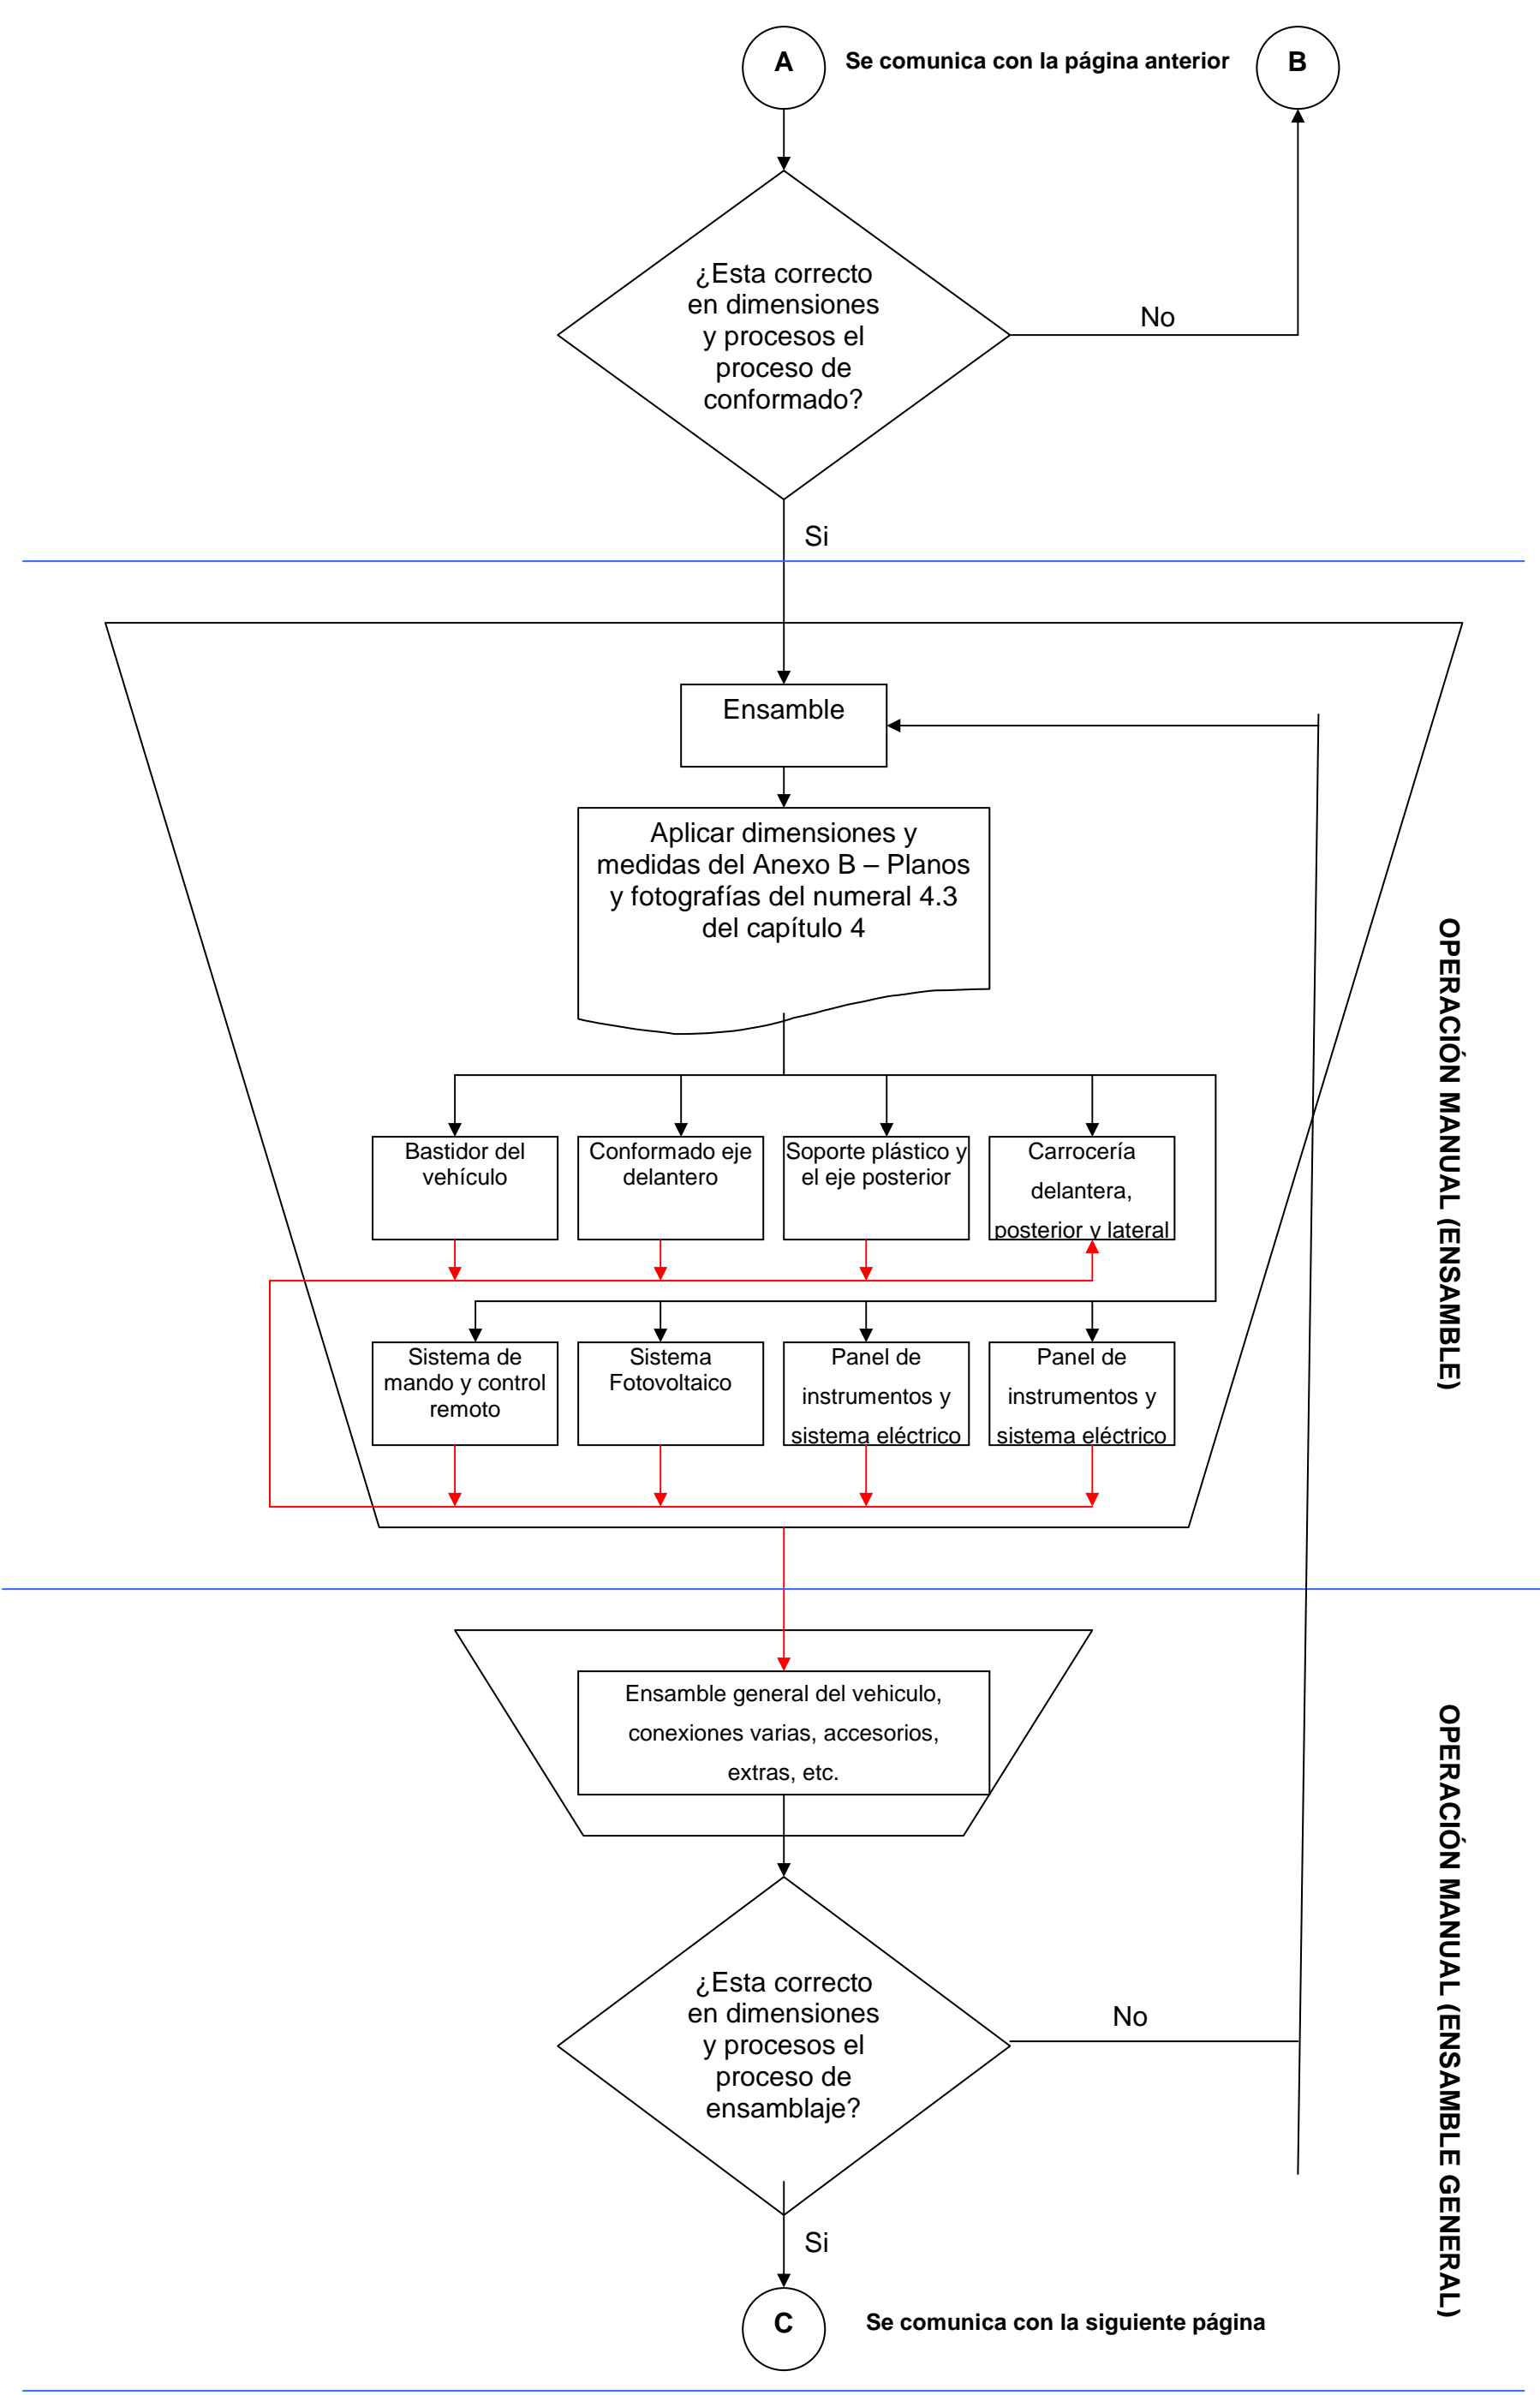 A
Se comunica con la página anterior
B
¿Esta correcto
en dimensiones
y procesos el
proceso de
conformado?
No
Si
Ensamble
Aplicar dimensiones y
medidas del Anexo B – Planos
y fotografías del numeral 4.3
del capítulo 4
OPERACIÓN MANUAL (ENSAMBLE)
Bastidor del
vehículo
Conformado eje
delantero
Soporte plástico y
el eje posterior
Carrocería
delantera,
posterior y lateral
Sistema de
mando y control
remoto
Sistema
Fotovoltaico
Panel de
instrumentos y
sistema eléctrico
Panel de
instrumentos y
sistema eléctrico
Ensamble general del vehiculo,
conexiones varias, accesorios,
extras, etc.
OPERACIÓN MANUAL (ENSAMBLE GENERAL)
¿Esta correcto
en dimensiones
y procesos el
proceso de
ensamblaje?
No
Si
C
Se comunica con la siguiente página